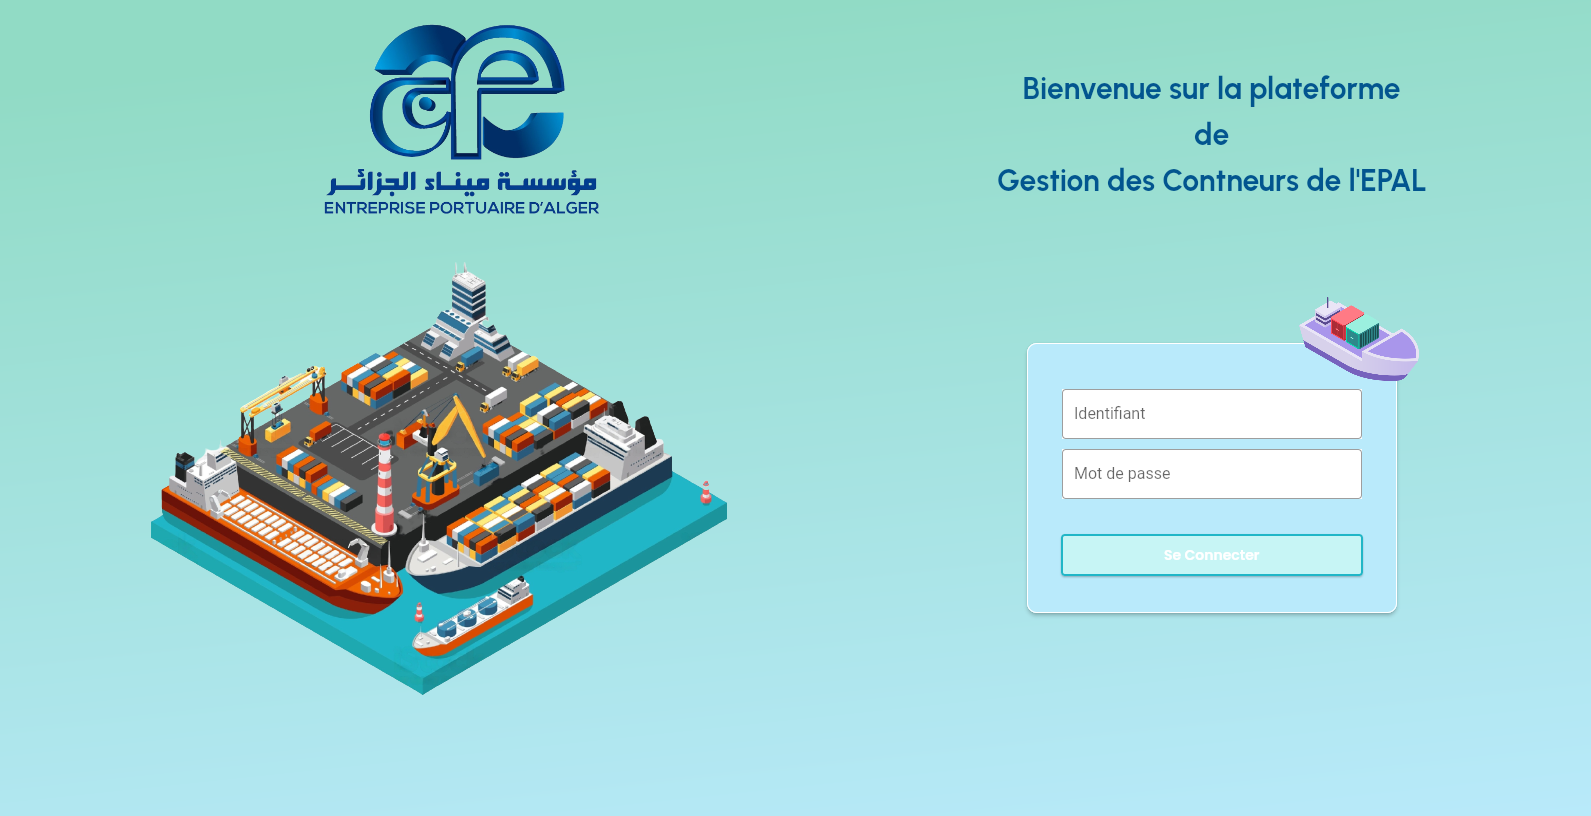 مؤسسة ميناء الجزائر
ENTREPRISE PORTUAIRE D'ALGER
Bienvenue sur la plateforme
de
Gestion des Contneurs de l'EPAL
Identifiant
Mot de passe
Se Connecter